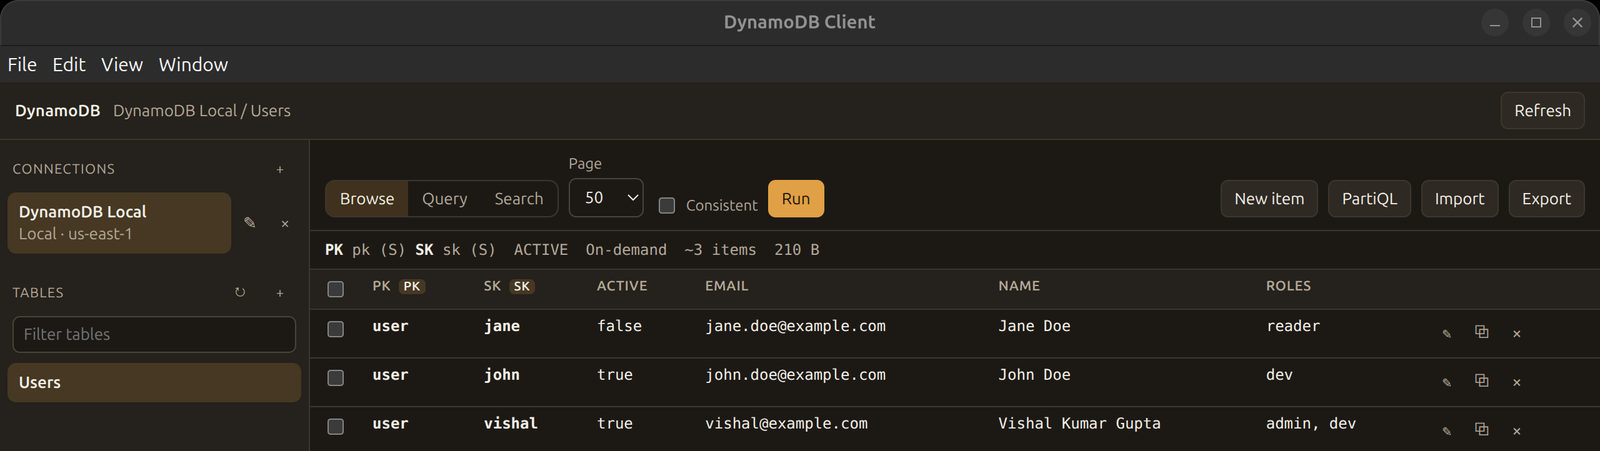 DynamoDB Client
File Edit View Window
DynamoDB DynamoDB Local / Users Refresh
CONNECTIONS +
DynamoDB Local
Local · us-east-1
TABLES +
Filter tables
Users
Page
Browse Query Search 50 Consistent Run New item PartiQL Import Export
PK pk (S) SK sk (S) ACTIVE On-demand ~3 items 210 B
PK PK SK SK ACTIVE EMAIL NAME ROLES
user jane false jane.doe@example.com Jane Doe reader
user john true john.doe@example.com John Doe dev
user vishal true vishal@example.com Vishal Kumar Gupta admin, dev